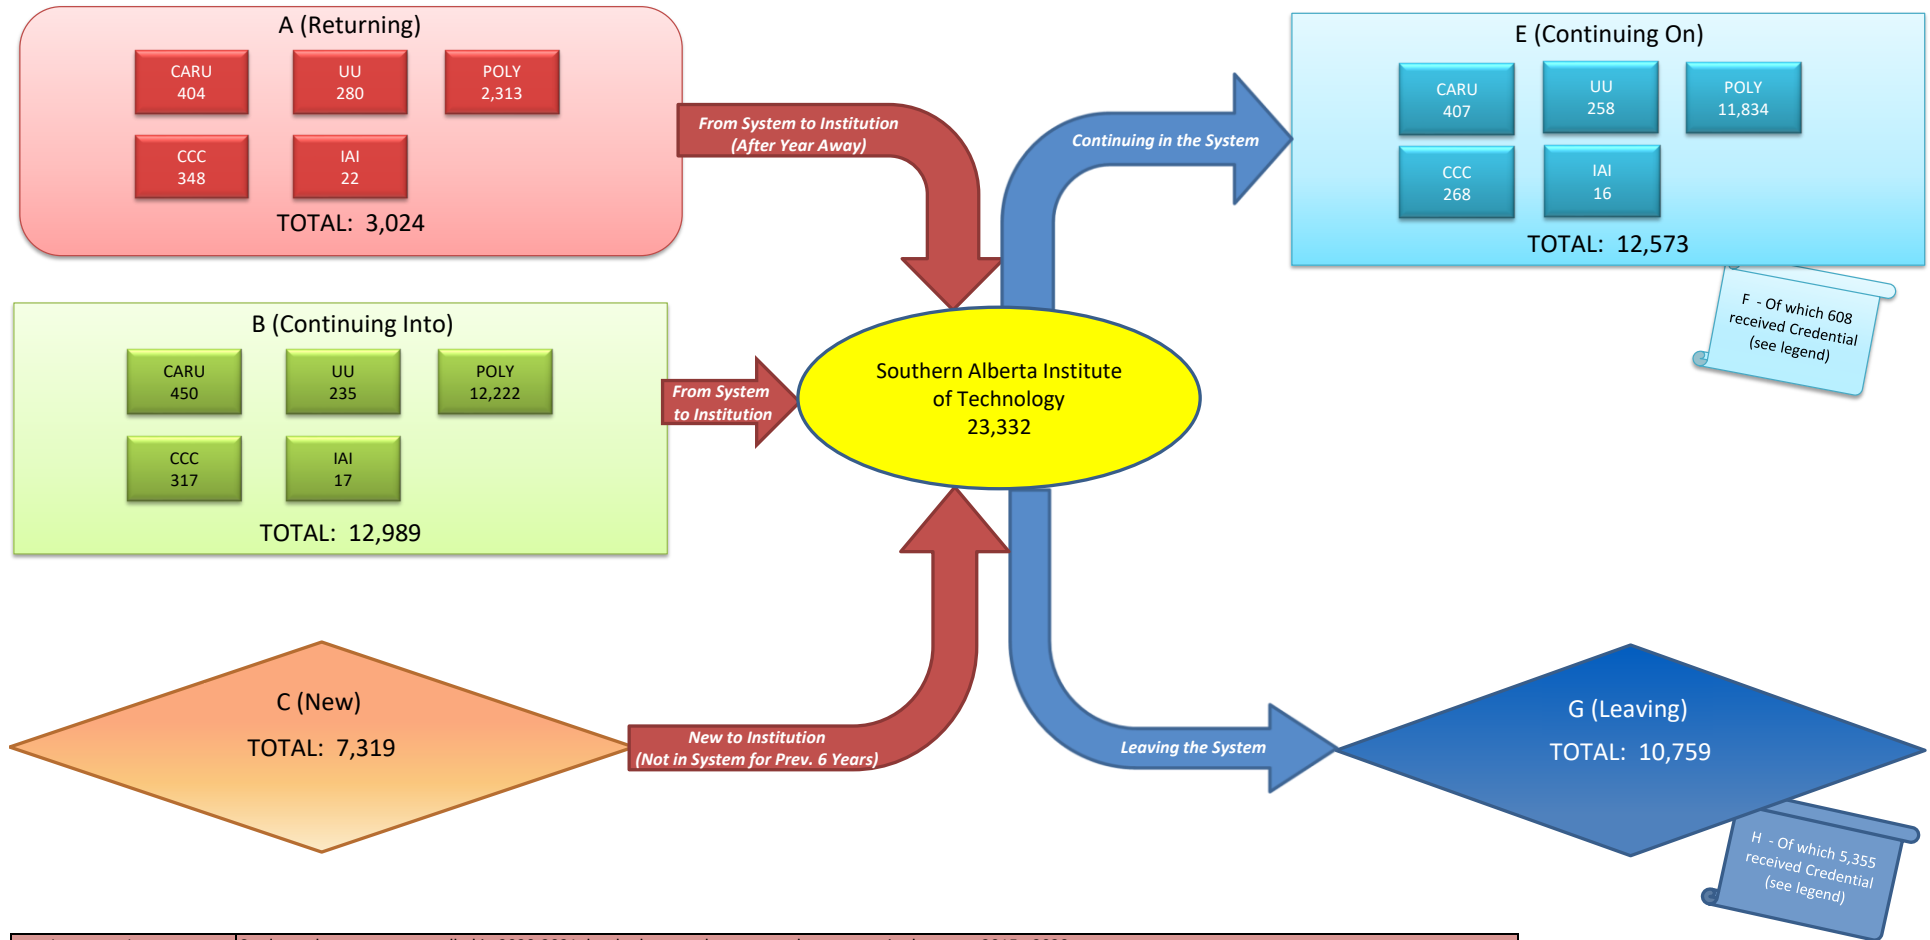 A (Returning)
CARU
404
UU
280
POLY
2,313
CCC
348
IAI
22
TOTAL: 3,024
From System to Institution
(After Year Away)
B (Continuing Into)
CARU
450
UU
235
POLY
12,222
CCC
317
IAI
17
TOTAL: 12,989
From System
to Institution
C (New)
TOTAL: 7,319
New to Institution
(Not in System for Prev. 6 Years)
Southern Alberta Institute
of Technology
23,332
Continuing in the System
E (Continuing On)
CARU
407
UU
258
POLY
11,834
CCC
268
IAI
16
TOTAL: 12,573
F - Of which 608
received Credential
(see legend)
Leaving the System
G (Leaving)
TOTAL: 10,759
H - Of which 5,355
received Credential
(see legend)